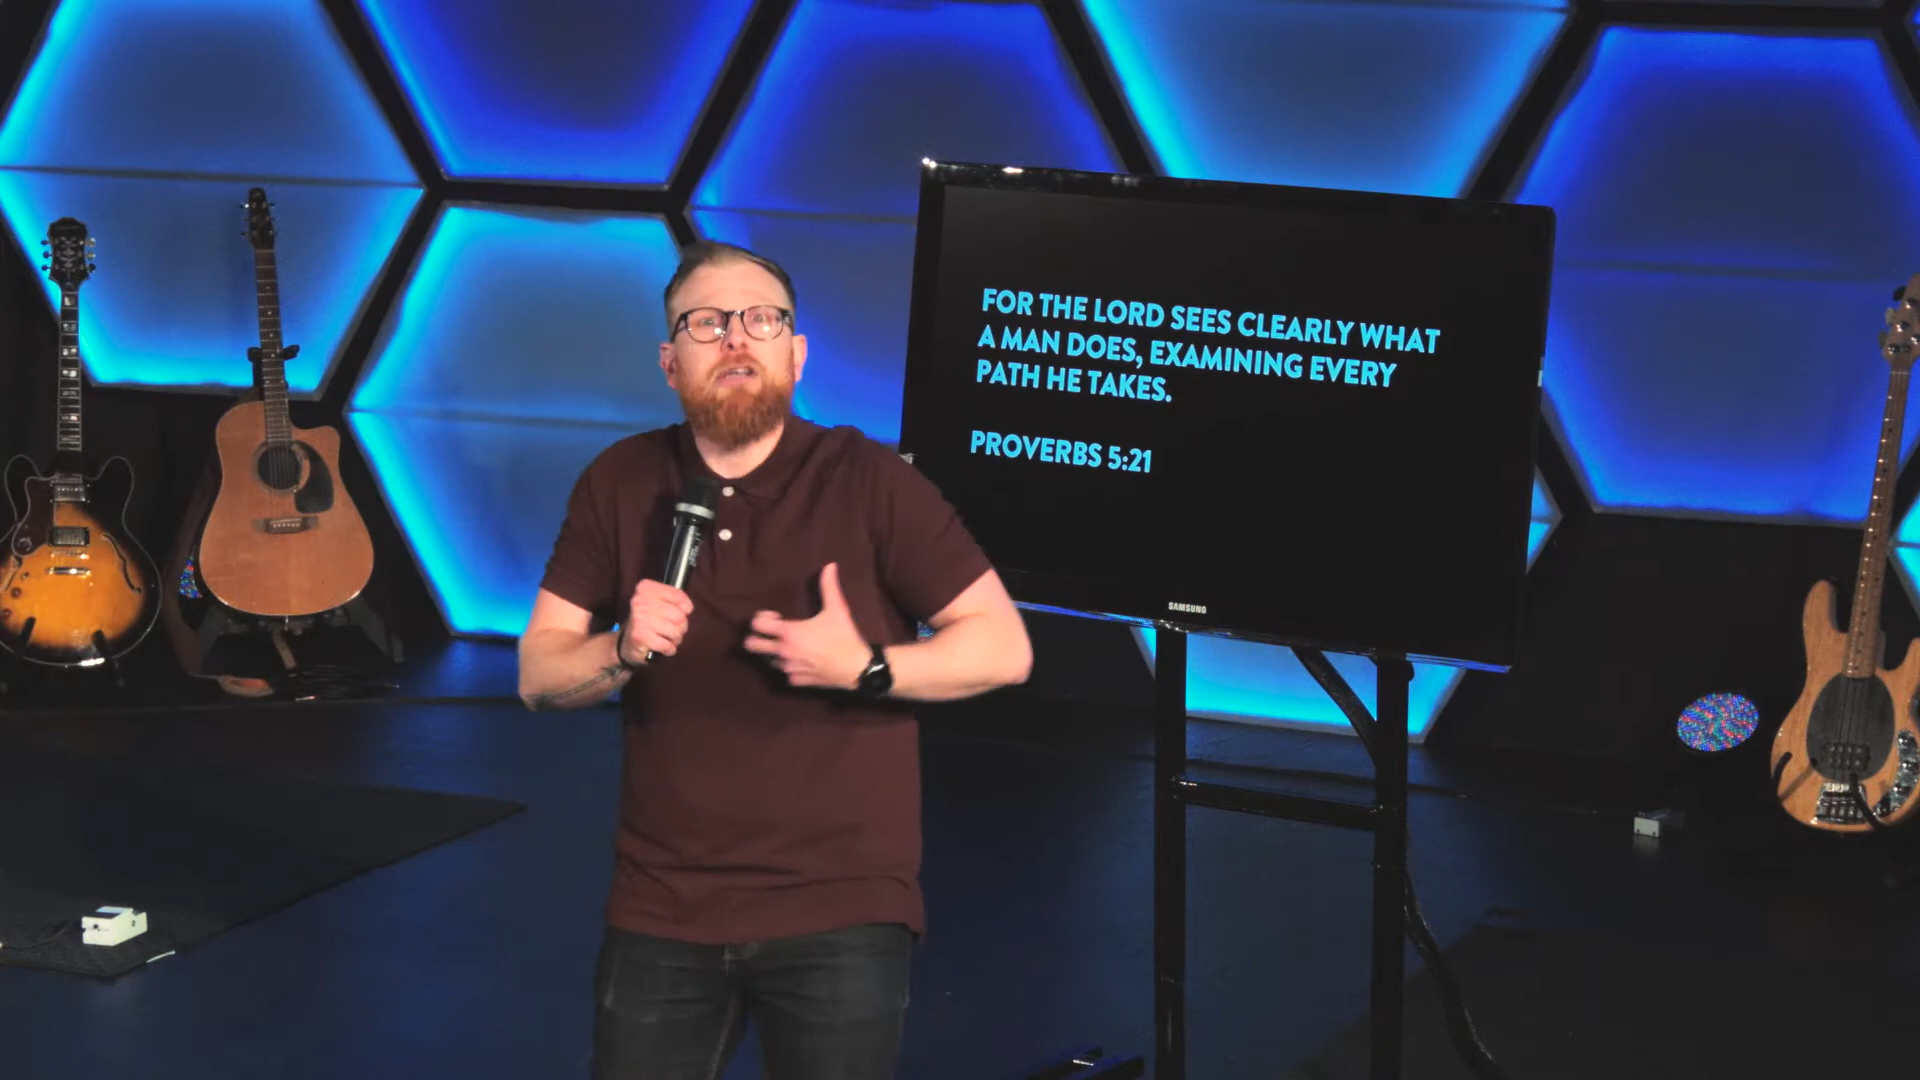 FOR THE LORD SEES CLEARLY WHAT
A MAN DOES, EXAMINING EVERY
PATH HE TAKES.
PROVERBS 5:21
SAMSUNG